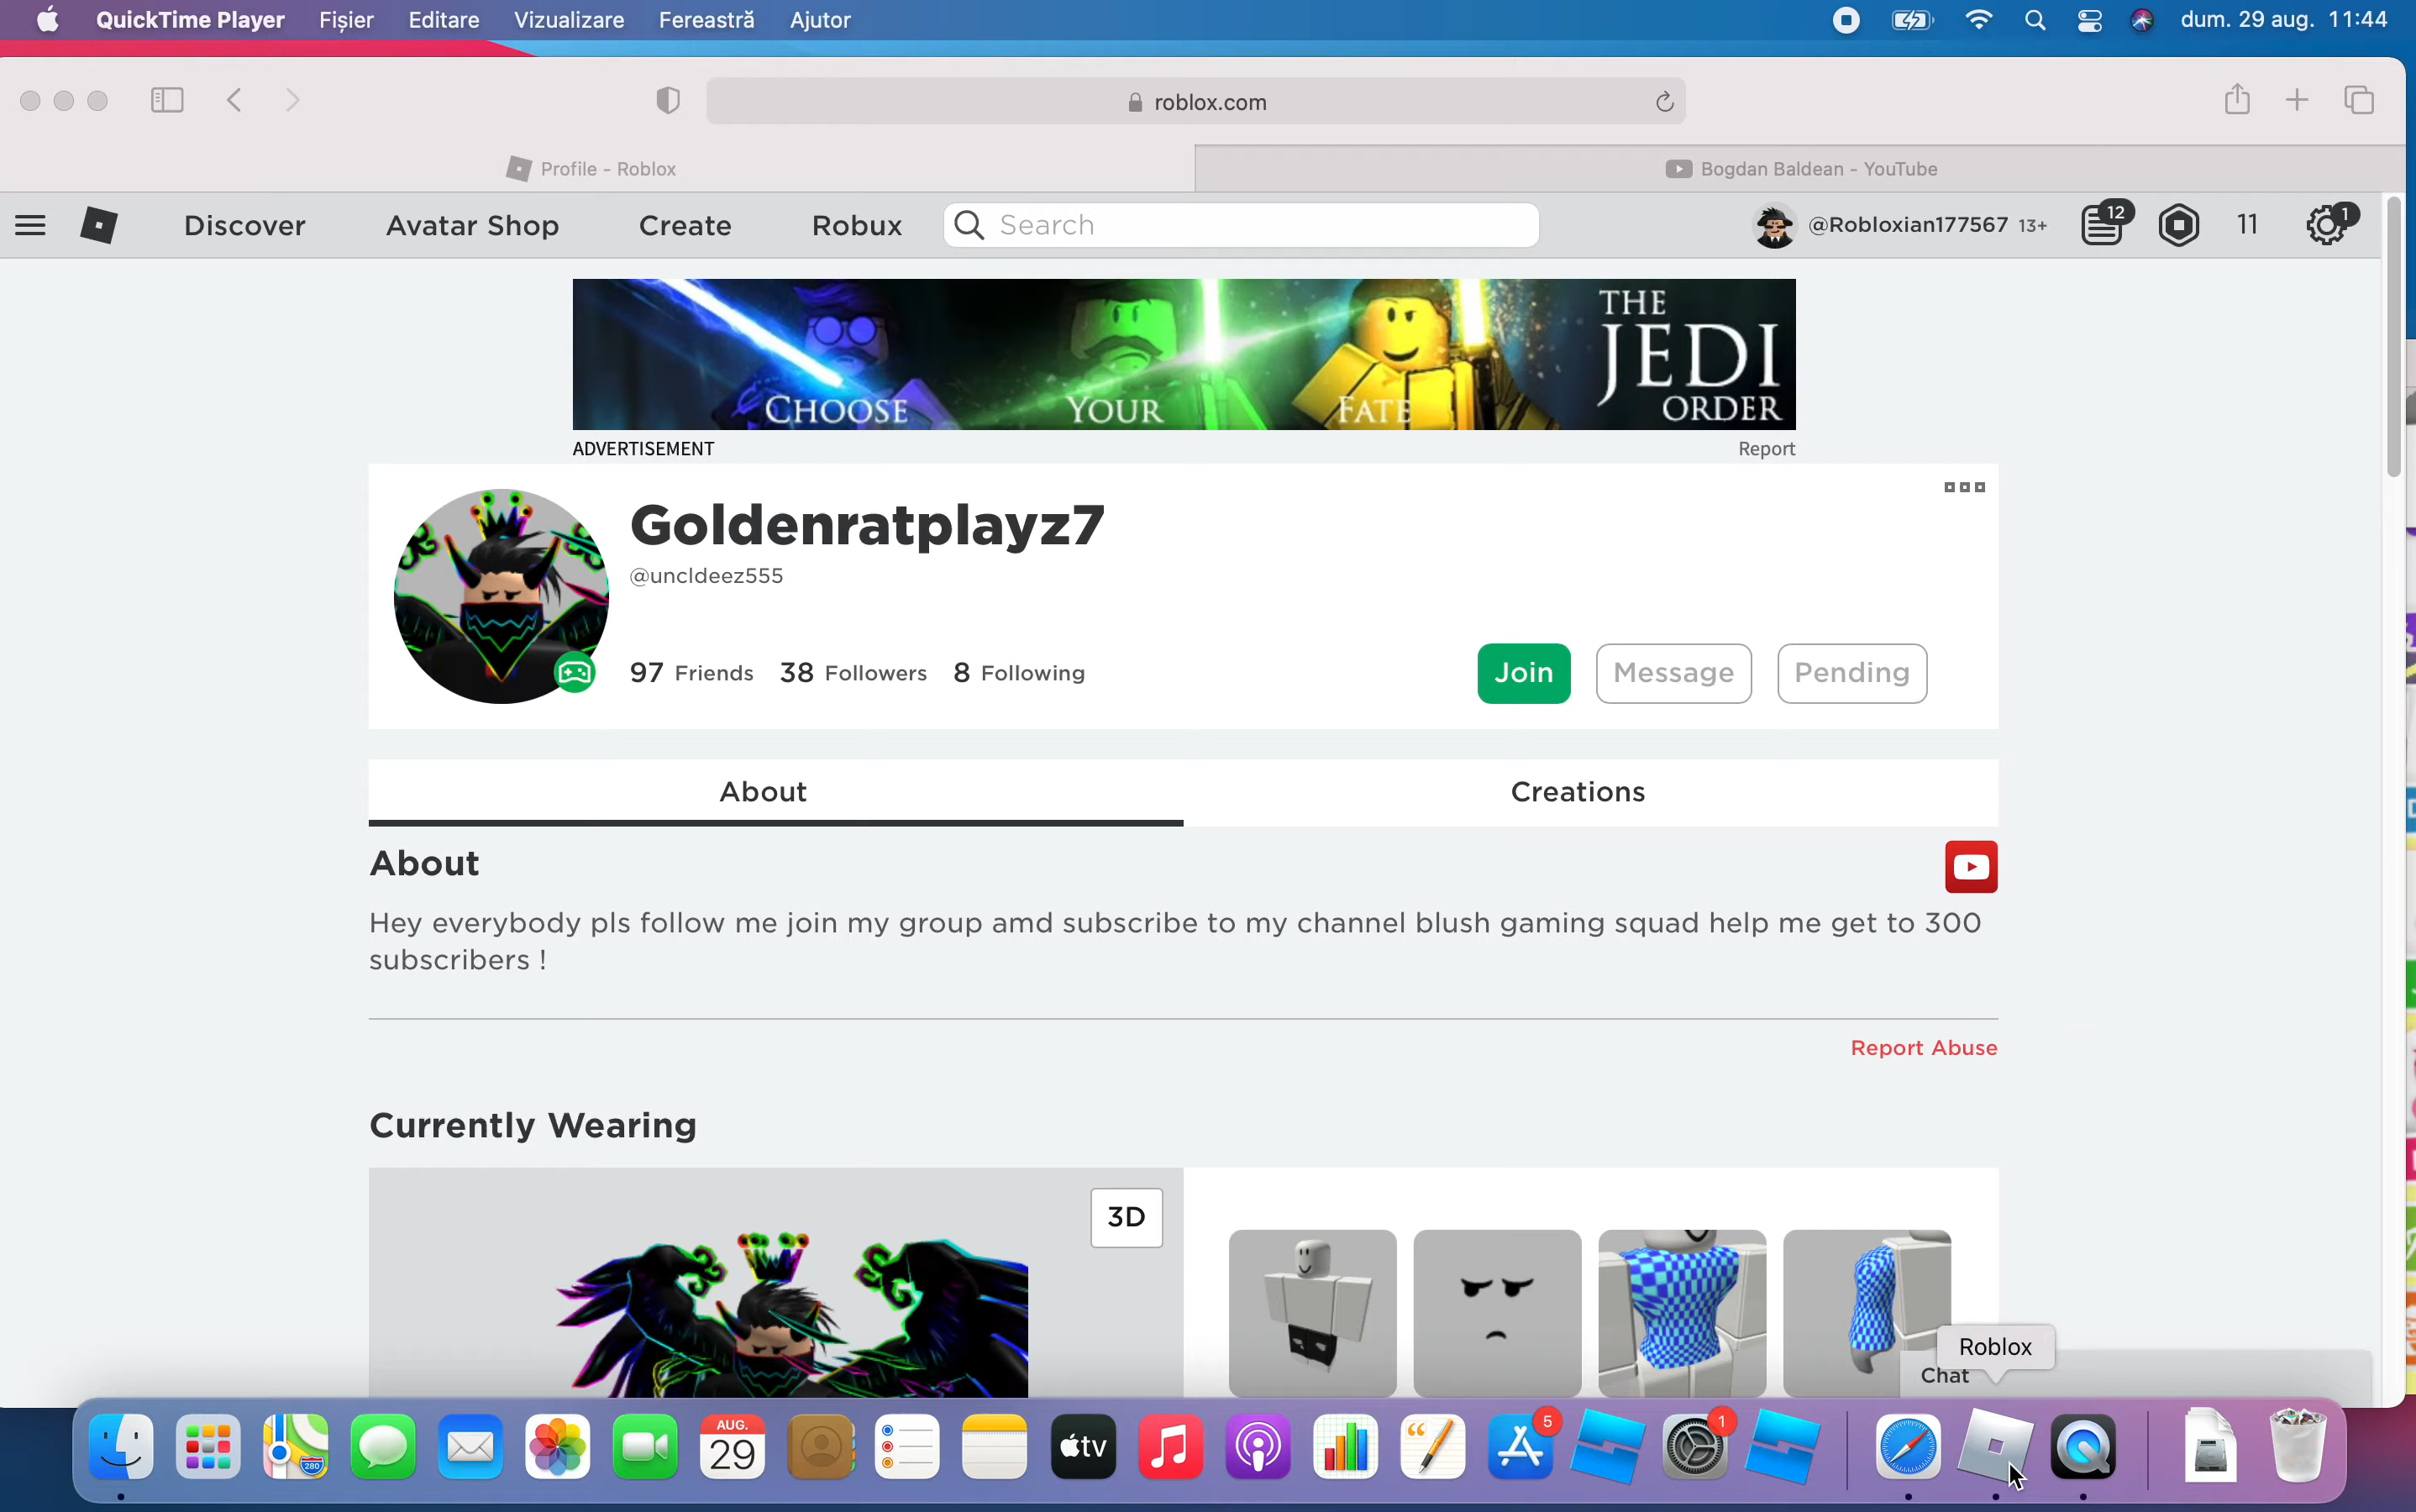 QuickTime Player Fișier Editare Vizualizare Fereastră Ajutor dum. 29 aug. 11:44
roblox.com
Profile - Roblox Bogdan Baldean - YouTube
Discover Avatar Shop Create Robux Search @Robloxian177567 13+ 12 11 1
CHOOSE YOUR FATE THE JEDI ORDER
ADVERTISEMENT Report
Goldenratplayz7
@uncldeez555
97 Friends 38 Followers 8 Following Join Message Pending
About Creations
About
Hey everybody pls follow me join my group amd subscribe to my channel blush gaming squad help me get to 300
subscribers !
Report Abuse
Currently Wearing
3D
Roblox
Chat
280 AUG. 29 tv 5 1